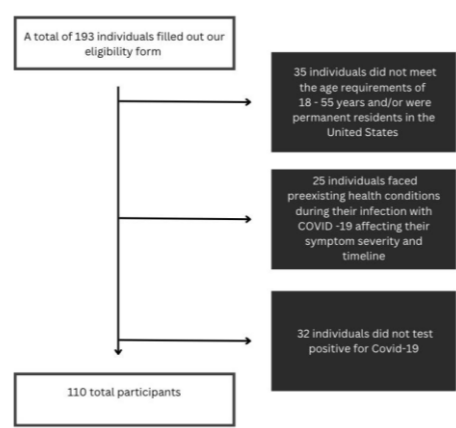 A total of 193 individuals filled out our
eligibility form
35 individuals did not meet
the age requirements of
18 - 55 years and/or were
permanent residents in the
United States
25 individuals faced
preexisting health conditions
during their infection with
COVID -19 affecting their
symptom severity and
timeline
32 individuals did not test
positive for Covid-19
110 total participants